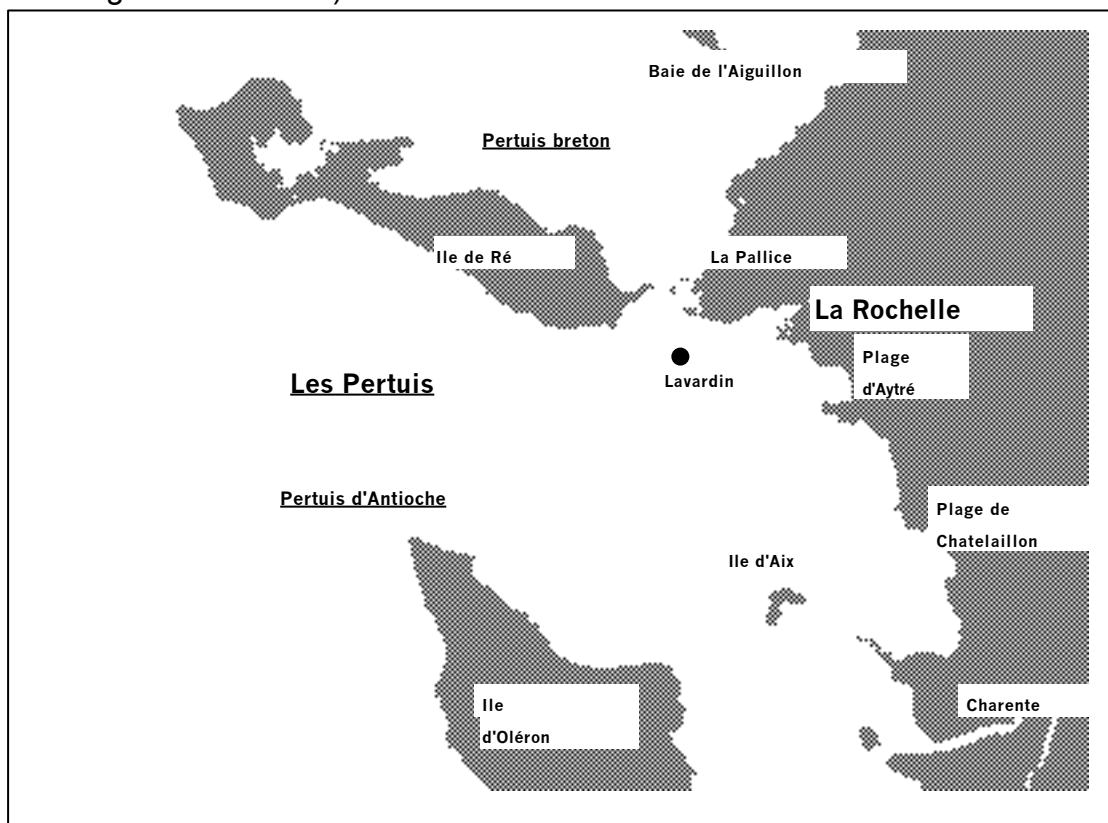 Baie de l'Aiguillon
Pertuis breton
Ile de Ré
La Pallice
La Rochelle
Plage
d'Aytré
Lavardin
Les Pertuis
Pertuis d'Antioche
Plage de
Chatelaillon
Ile d'Aix
Ile
d'Oléron
Charente